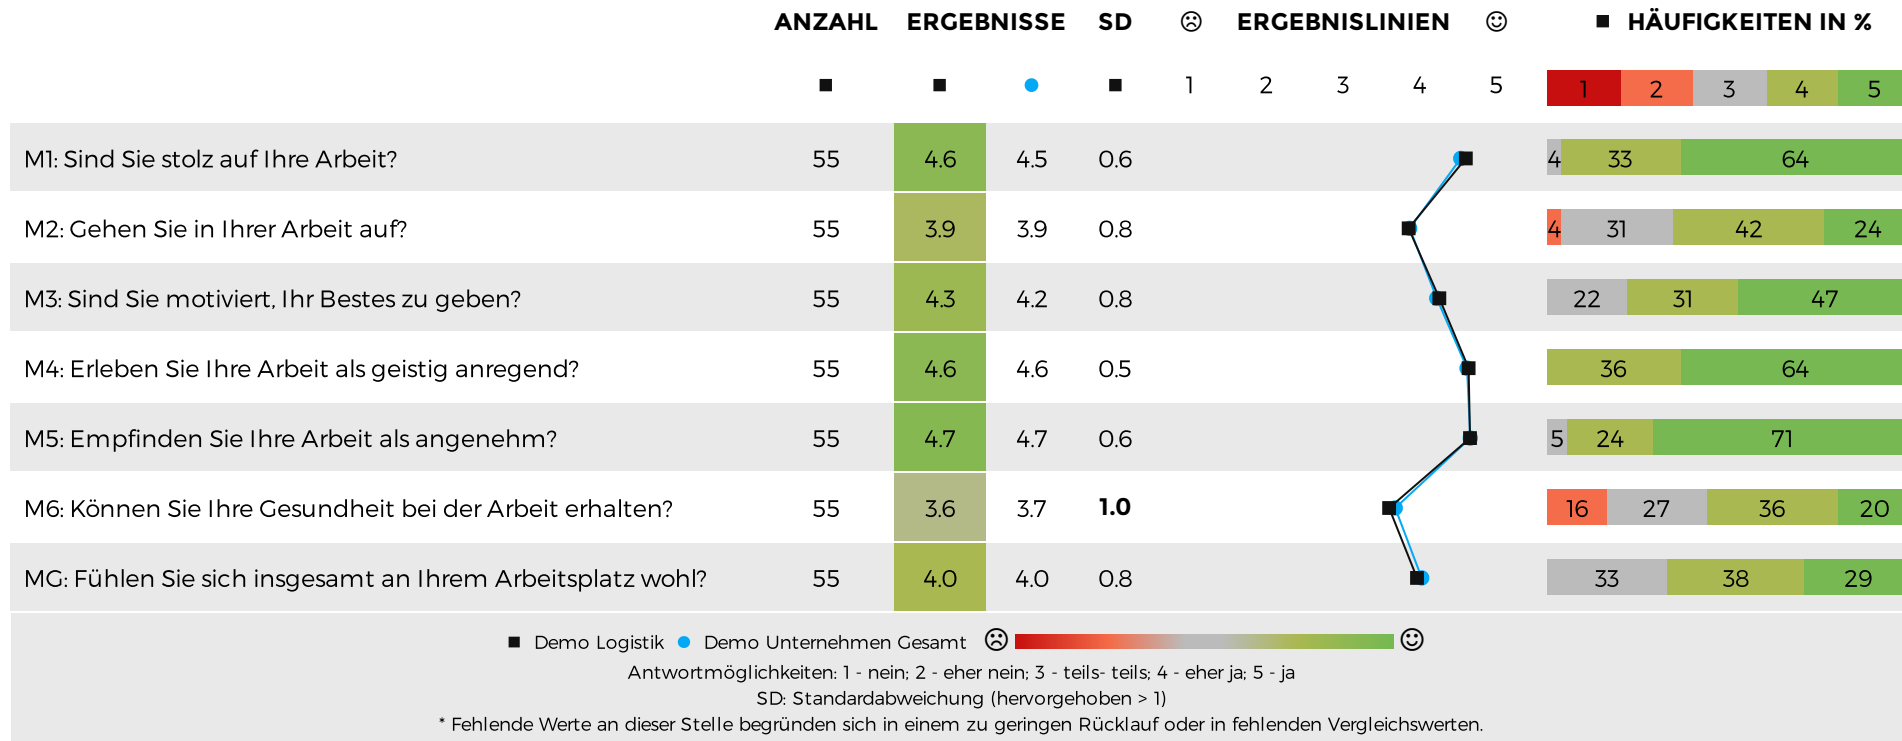 ANZAHL ERGEBNISSE SD ERGEBNISLINIEN HÄUFIGKEITEN IN %
1 2 3 4 5 1 2 3 4 5
M1: Sind Sie stolz auf Ihre Arbeit? 55 4.6 4.5 0.6 4 33 64
M2: Gehen Sie in Ihrer Arbeit auf? 55 3.9 3.9 0.8 4 31 42 24
M3: Sind Sie motiviert, Ihr Bestes zu geben? 55 4.3 4.2 0.8 22 31 47
M4: Erleben Sie Ihre Arbeit als geistig anregend? 55 4.6 4.6 0.5 36 64
M5: Empfinden Sie Ihre Arbeit als angenehm? 55 4.7 4.7 0.6 5 24 71
M6: Können Sie Ihre Gesundheit bei der Arbeit erhalten? 55 3.6 3.7 1.0 16 27 36 20
MG: Fühlen Sie sich insgesamt an Ihrem Arbeitsplatz wohl? 55 4.0 4.0 0.8 33 38 29
Demo Logistik Demo Unternehmen Gesamt
Antwortmöglichkeiten: 1 - nein; 2 - eher nein; 3 - teils- teils; 4 - eher ja; 5 - ja
SD: Standardabweichung (hervorgehoben > 1)
* Fehlende Werte an dieser Stelle begründen sich in einem zu geringen Rücklauf oder in fehlenden Vergleichswerten.